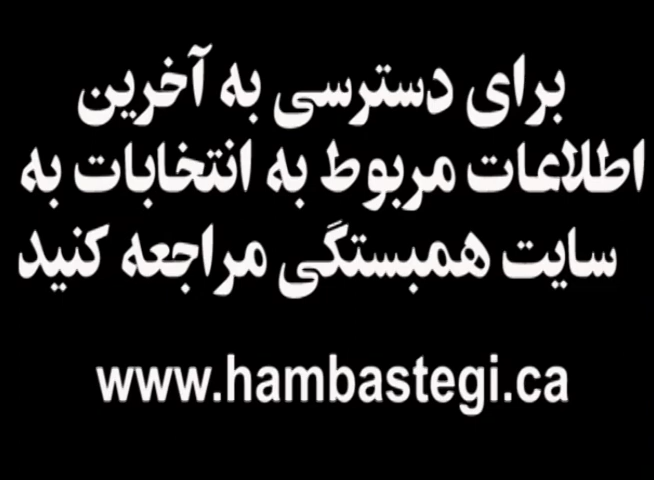 برای دسترسی به آخرین
اطلاعات مربوط به انتخابات به
سایت همبستگی مراجعه کنید
www.hambastegi.ca